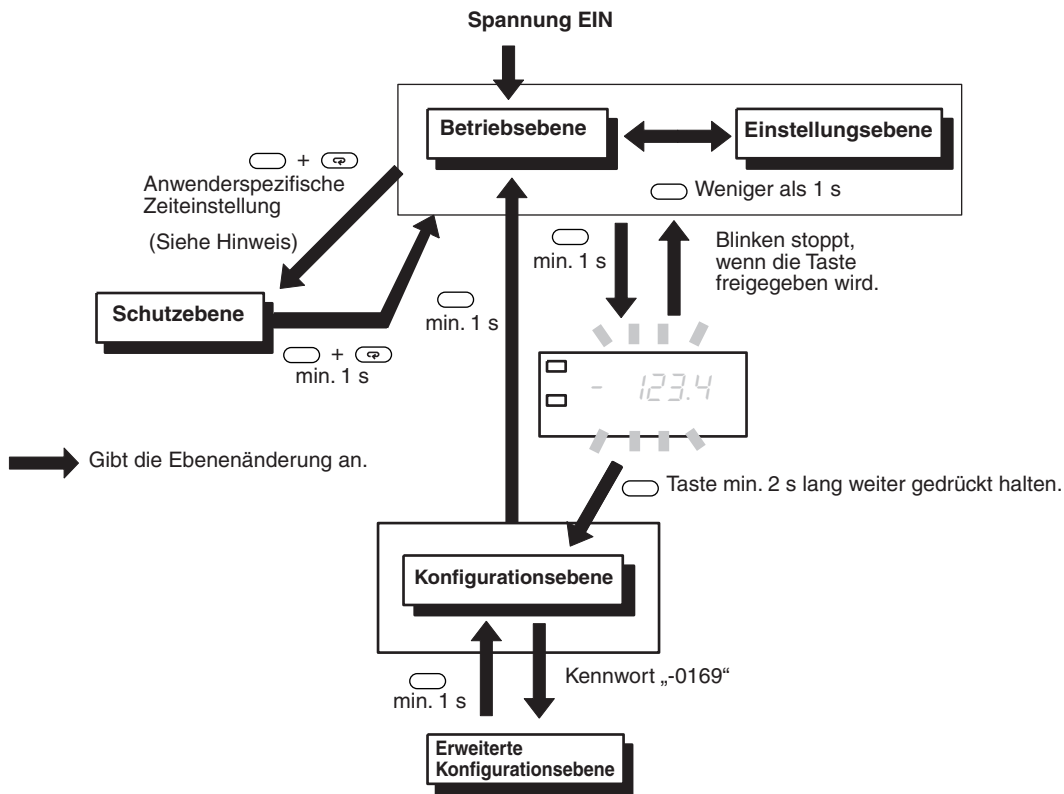 Spannung EIN
Betriebsebene
Einstellungsebene
+
Anwenderspezifische
Zeiteinstellung
(Siehe Hinweis)
Weniger als 1 s
min. 1 s
Blinken stoppt,
wenn die Taste
freigegeben wird.
Schutzebene
min. 1 s
+
min. 1 s
- 123.4
Gibt die Ebenenänderung an.
Taste min. 2 s lang weiter gedrückt halten.
Konfigurationsebene
min. 1 s
Kennwort „-0169“
Erweiterte
Konfigurationsebene